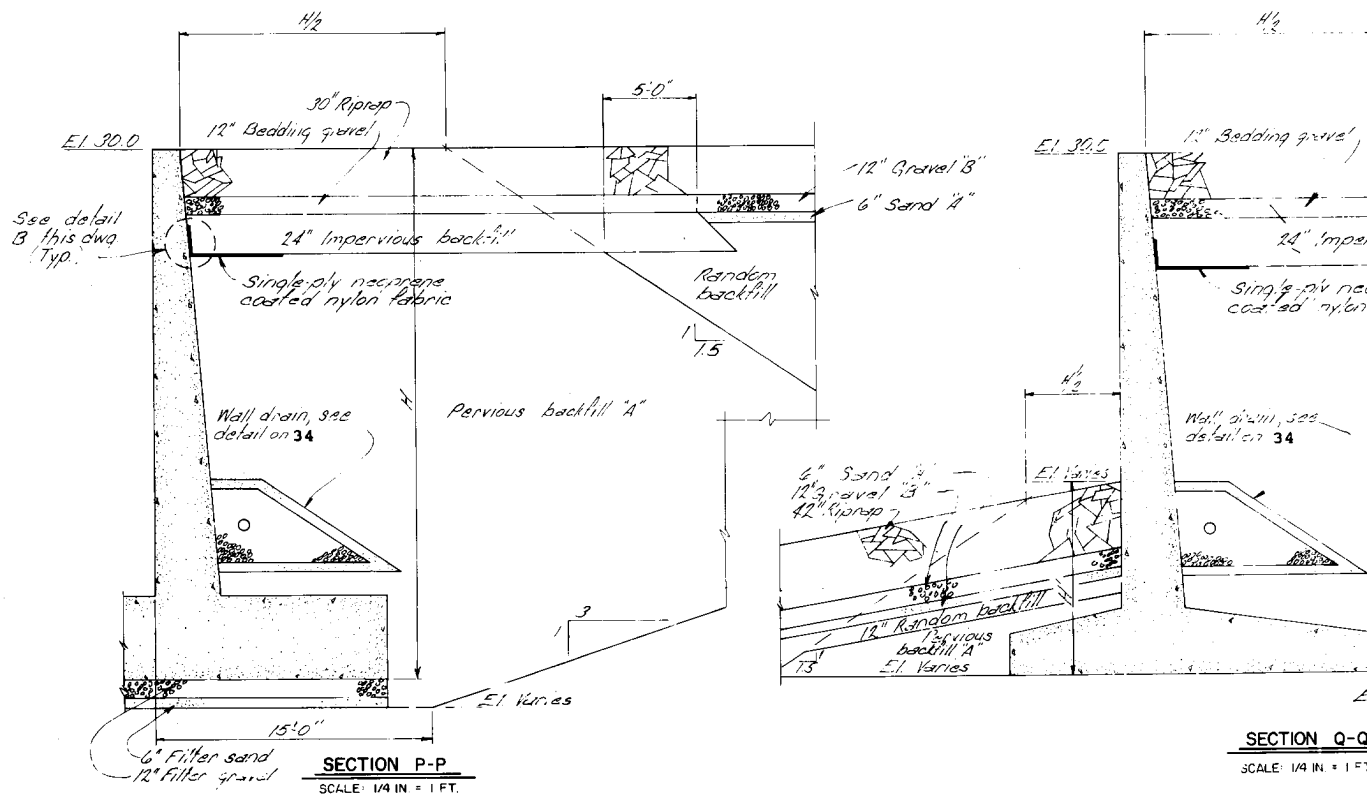 H/2
30" Riprap
12" Bedding gravel
El. 30.0
5'-0"
12" Gravel "B"
6" Sand "A"
See detail
B this dwg.
(Typ.)
24" Impervious backfill
Single-ply neoprene
coated nylon fabric
Random
backfill
1
1.5
H
Pervious backfill "A"
Wall drain, see
detail on 34
3
1
El. Varies
15'-0"
6" Filter sand
12" Filter gravel
SECTION P-P
SCALE: 1/4 IN. = 1 FT.
H/2
12" Bedding gravel
El. 30.5
24" Imper
Single-ply neo
coated nylon
H/2
Wall drain, see
detail on 34
6" Sand "A"
12" Gravel "B"
42" Riprap
El. Varies
12" Random backfill
Pervious
backfill "A"
El. Varies
1.5
1
E
SECTION Q-Q
SCALE: 1/4 IN. = 1 FT